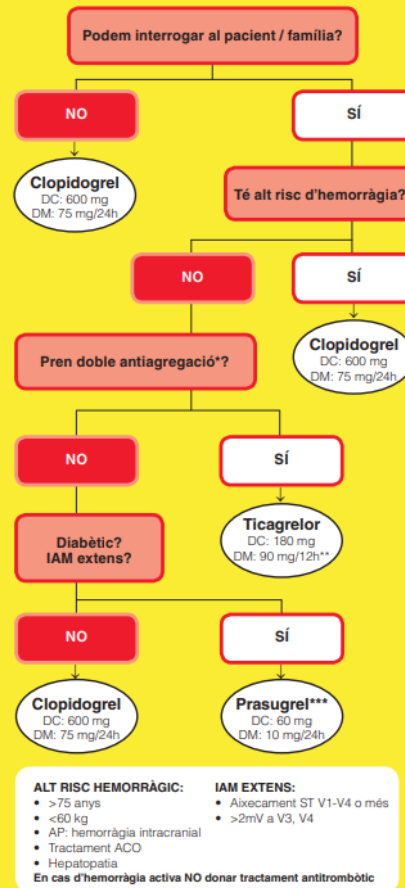 Podem interrogar al pacient / família?
NO
SÍ
Clopidogrel
DC: 600 mg
DM: 75 mg/24h
Té alt risc d'hemorràgia?
NO
SÍ
Clopidogrel
DC: 600 mg
DM: 75 mg/24h
Pren doble antiagregació*?
NO
SÍ
Ticagrelor
DC: 180 mg
DM: 90 mg/12h**
Diabètic?
IAM extens?
NO
SÍ
Clopidogrel
DC: 600 mg
DM: 75 mg/24h
Prasugrel***
DC: 60 mg
DM: 10 mg/24h
ALT RISC HEMORRÀGIC:
• >75 anys
• <60 kg
• AP: hemorràgia intracranial
• Tractament ACO
• Hepatopatia
IAM EXTENS:
• Aixecament ST V1-V4 o més
• >2mV a V3, V4
En cas d'hemorràgia activa NO donar tractament antitrombòtic